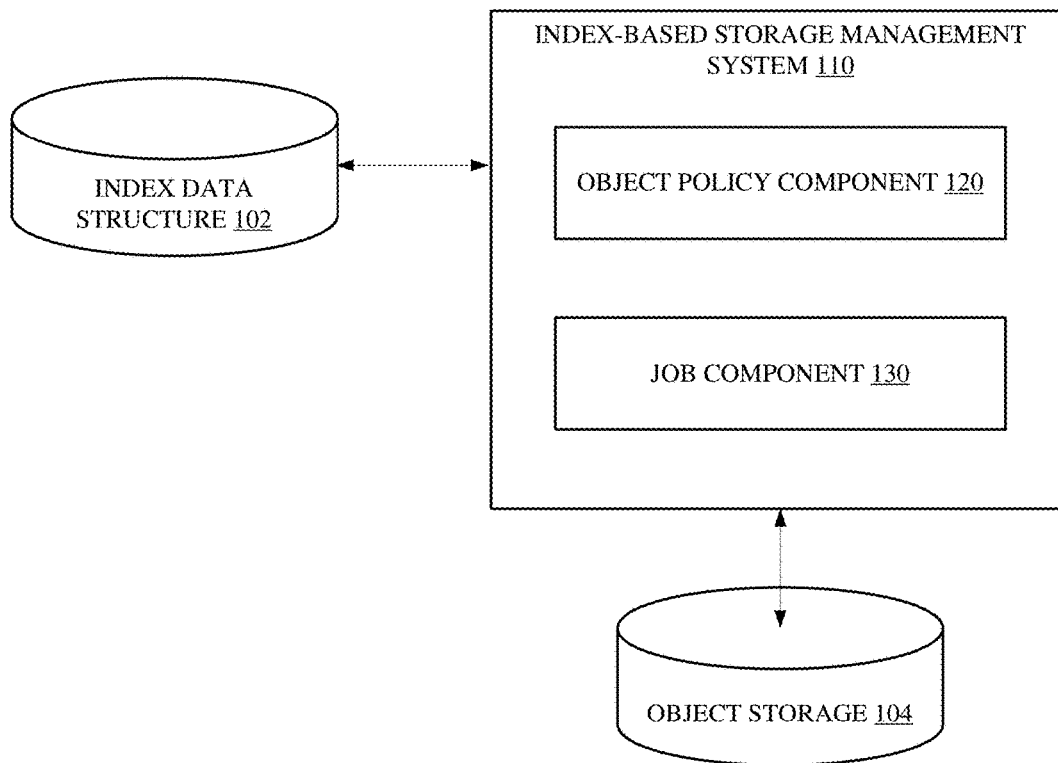 INDEX-BASED STORAGE MANAGEMENT
SYSTEM 110
INDEX DATA
STRUCTURE 102
OBJECT POLICY COMPONENT 120
JOB COMPONENT 130
OBJECT STORAGE 104